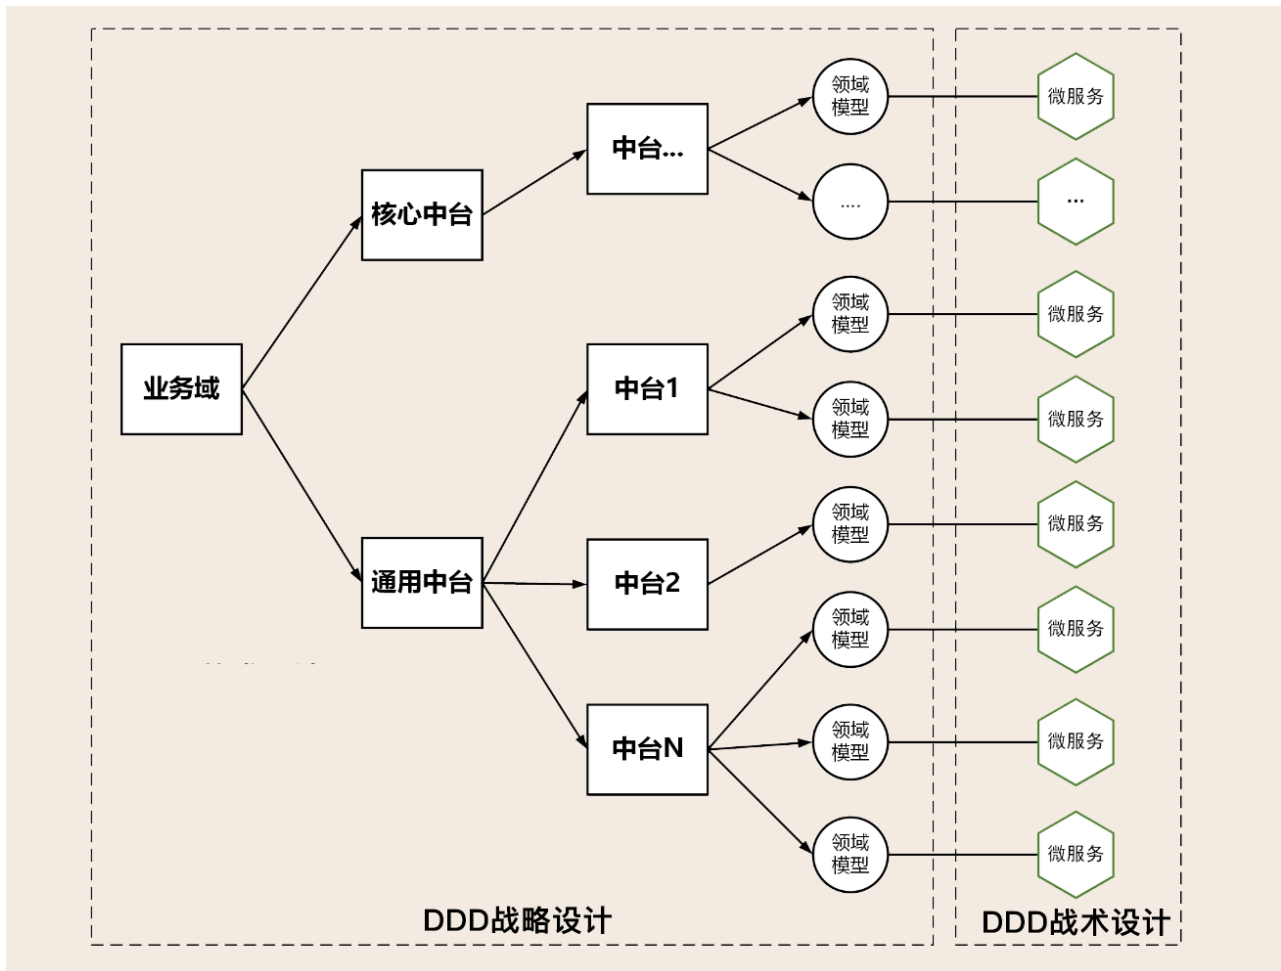 业务域
核心中台
通用中台
中台...
中台1
中台2
中台N
领域
模型
....
领域
模型
领域
模型
领域
模型
领域
模型
领域
模型
领域
模型
微服务
...
微服务
微服务
微服务
微服务
微服务
微服务
DDD战略设计
DDD战术设计